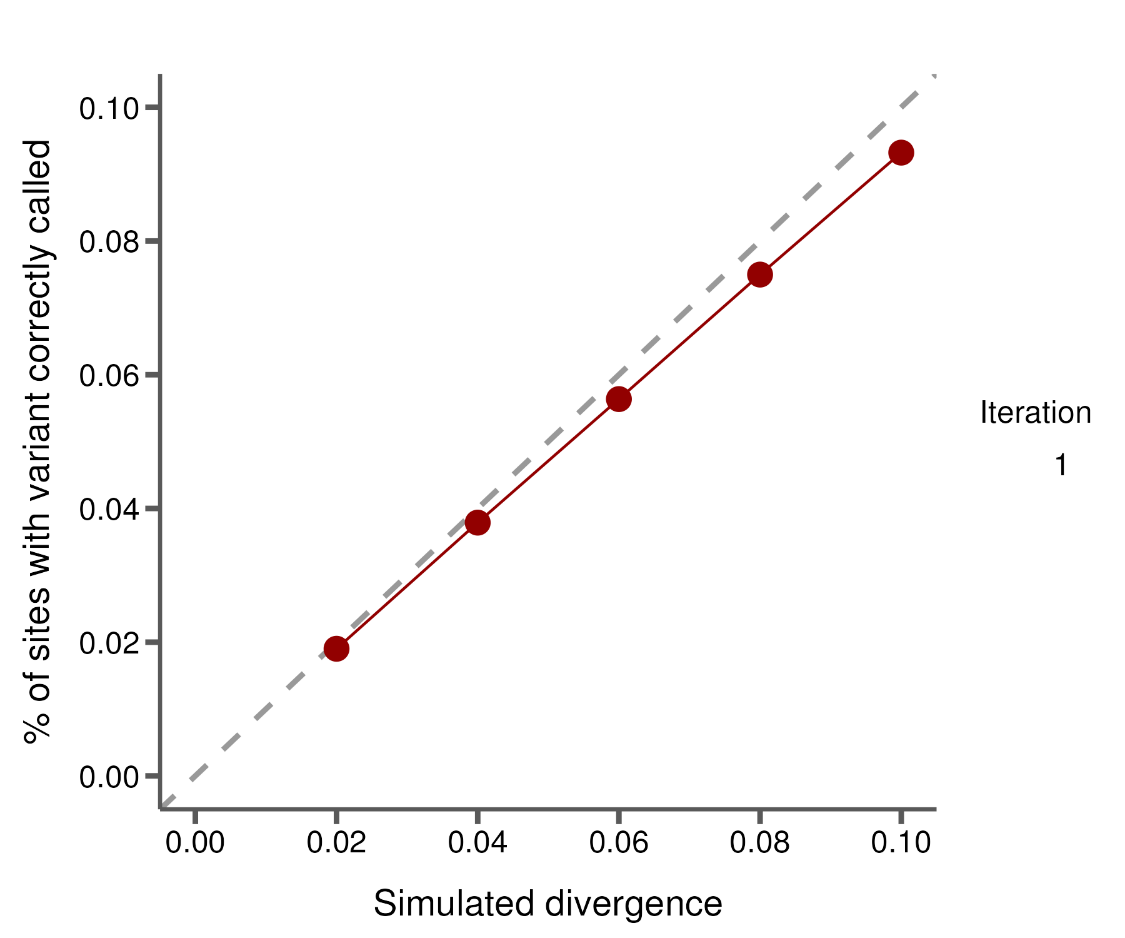 % of sites with variant correctly called
0.10
0.08
0.06
0.04
0.02
0.00
0.00 0.02 0.04 0.06 0.08 0.10
Simulated divergence
Iteration
1